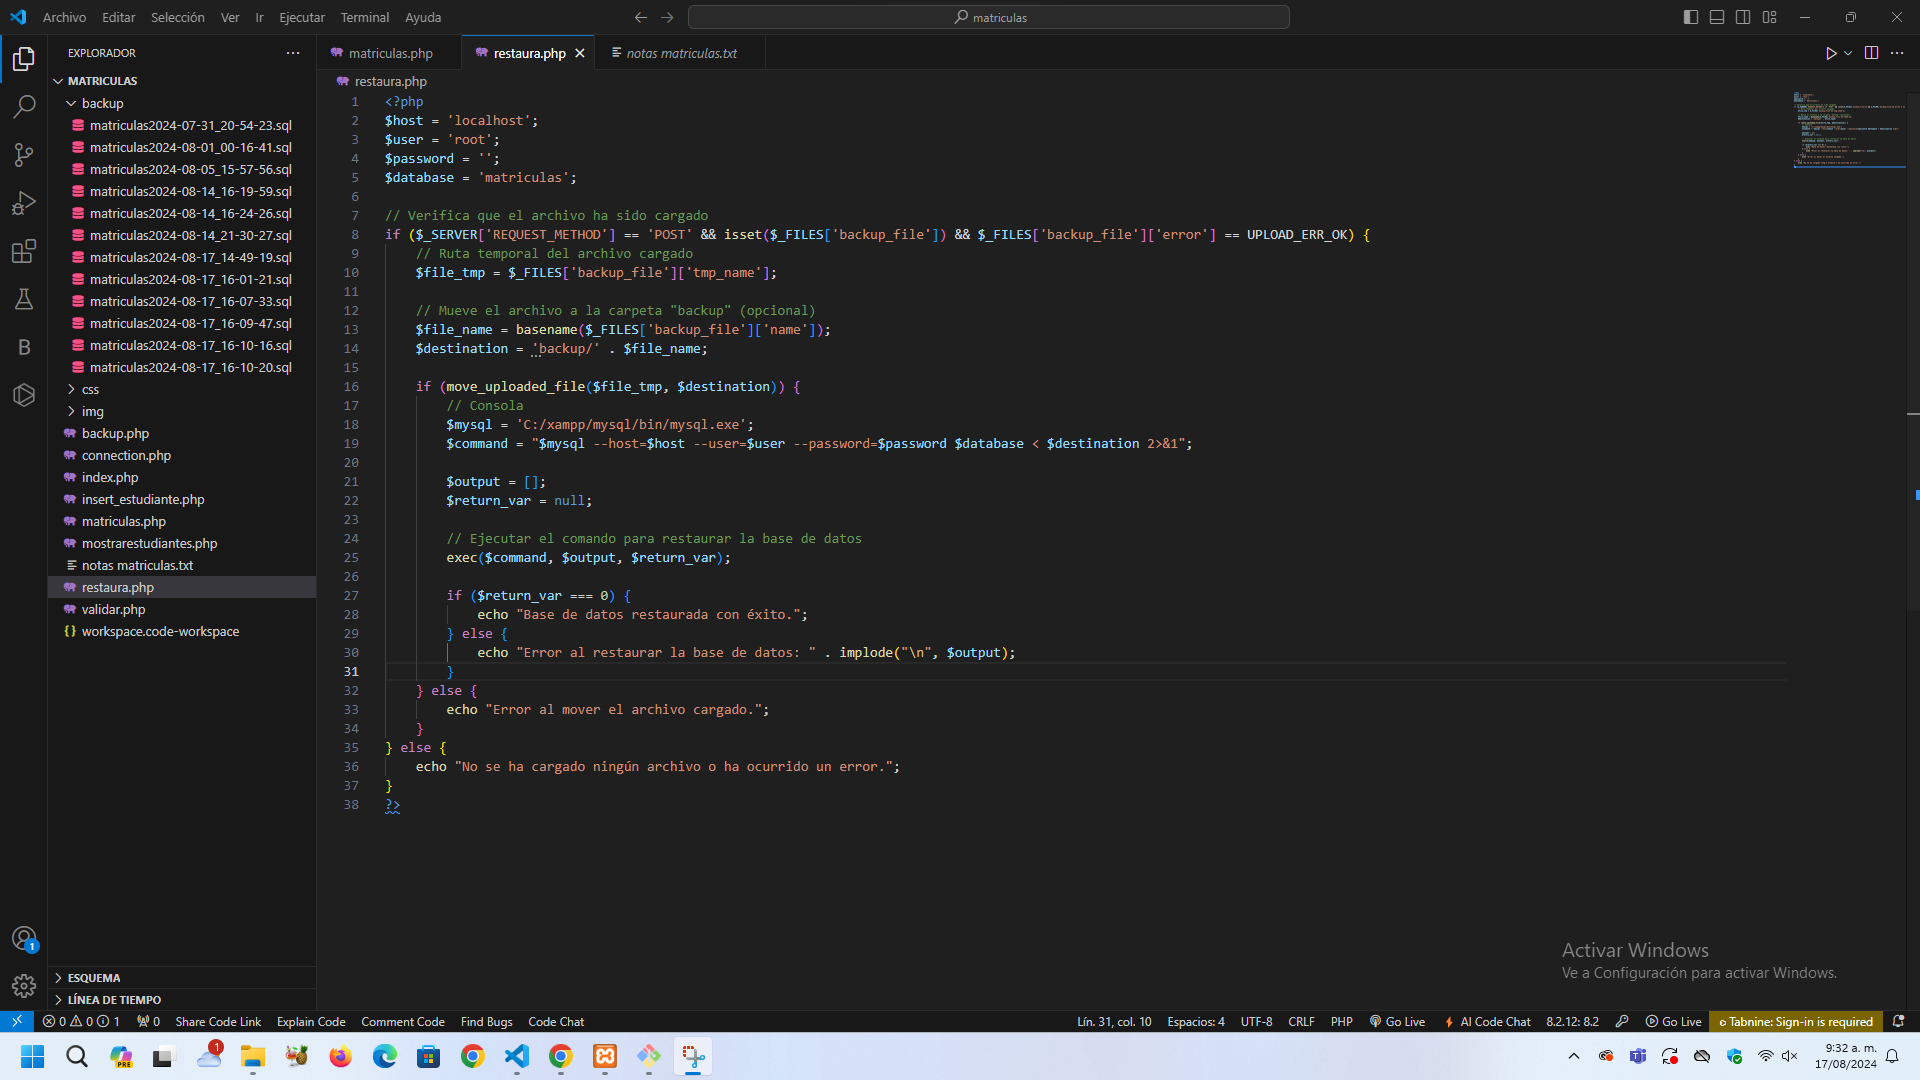 Archivo Editar Selección Ver Ir Ejecutar Terminal Ayuda
matriculas
EXPLORADOR
MATRICULAS
backup
matriculas2024-07-31_20-54-23.sql
matriculas2024-08-01_00-16-41.sql
matriculas2024-08-05_15-57-56.sql
matriculas2024-08-14_16-19-59.sql
matriculas2024-08-14_16-24-26.sql
matriculas2024-08-14_21-30-27.sql
matriculas2024-08-17_14-49-19.sql
matriculas2024-08-17_16-01-21.sql
matriculas2024-08-17_16-07-33.sql
matriculas2024-08-17_16-09-47.sql
matriculas2024-08-17_16-10-16.sql
matriculas2024-08-17_16-10-20.sql
css
img
backup.php
connection.php
index.php
insert_estudiante.php
matriculas.php
mostrarestudiantes.php
notas matriculas.txt
restaura.php
validar.php
workspace.code-workspace
ESQUEMA
LÍNEA DE TIEMPO
B
1
matriculas.php restaura.php notas matriculas.txt
restaura.php
1 <?php
2 $host = 'localhost';
3 $user = 'root';
4 $password = '';
5 $database = 'matriculas';
6
7 // Verifica que el archivo ha sido cargado
8 if ($_SERVER['REQUEST_METHOD'] == 'POST' && isset($_FILES['backup_file']) && $_FILES['backup_file']['error'] == UPLOAD_ERR_OK) {
9 // Ruta temporal del archivo cargado
10 $file_tmp = $_FILES['backup_file']['tmp_name'];
11
12 // Mueve el archivo a la carpeta "backup" (opcional)
13 $file_name = basename($_FILES['backup_file']['name']);
14 $destination = 'backup/' . $file_name;
15
16 if (move_uploaded_file($file_tmp, $destination)) {
17 // Consola
18 $mysql = 'C:/xampp/mysql/bin/mysql.exe';
19 $command = "$mysql --host=$host --user=$user --password=$password $database < $destination 2>&1";
20
21 $output = [];
22 $return_var = null;
23
24 // Ejecutar el comando para restaurar la base de datos
25 exec($command, $output, $return_var);
26
27 if ($return_var === 0) {
28 echo "Base de datos restaurada con éxito.";
29 } else {
30 echo "Error al restaurar la base de datos: " . implode("\n", $output);
31 }
32 } else {
33 echo "Error al mover el archivo cargado.";
34 }
35 } else {
36 echo "No se ha cargado ningún archivo o ha ocurrido un error.";
37 }
38 ?>
Activar Windows
Ve a Configuración para activar Windows.
0 0 1 0 Share Code Link Explain Code Comment Code Find Bugs Code Chat Lín. 31, col. 10 Espacios: 4 UTF-8 CRLF PHP Go Live AI Code Chat 8.2.12: 8.2 Go Live Tabnine: Sign-in is required
PRE
1
9:32 a. m.
17/08/2024